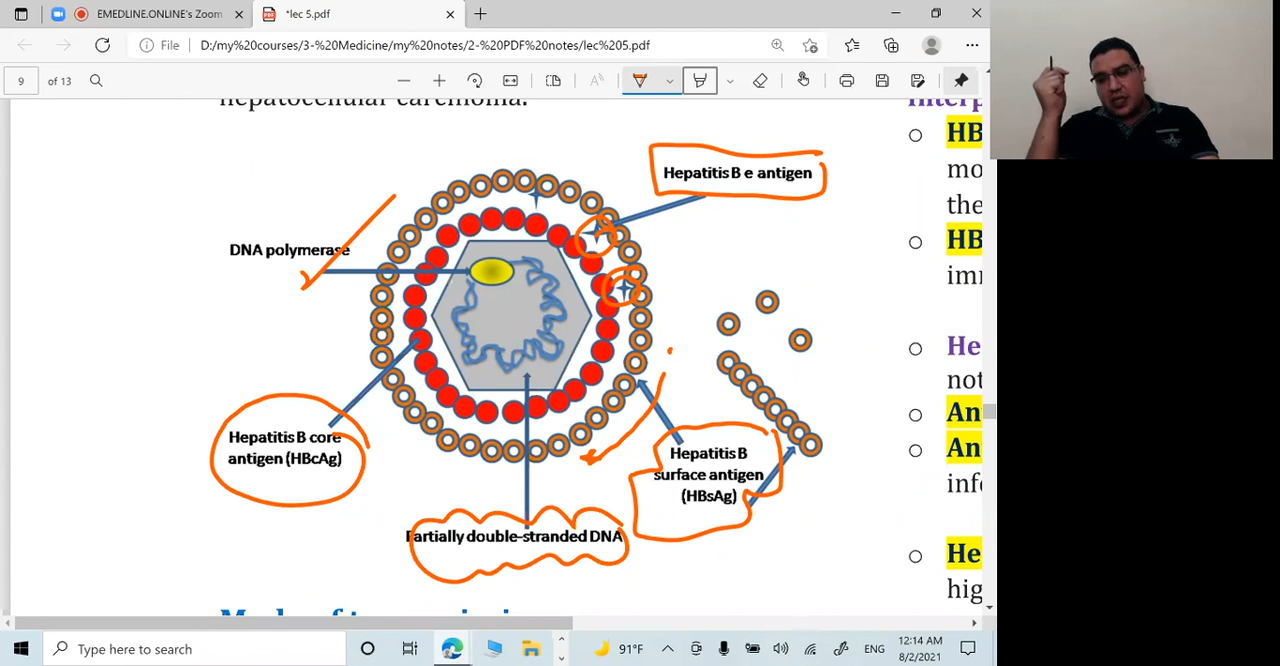 EMEDLINE.ONLINE's Zoom
*lec 5.pdf
File
D:/my%20courses/3-%20Medicine/my%20notes/2-%20PDF%20notes/lec%205.pdf
9 of 13
hepatocellular carcinoma.
Hepatitis B e antigen
DNA polymerase
Hepatitis B core
antigen (HBcAg)
Hepatitis B
surface antigen
(HBsAg)
Partially double-stranded DNA
HB
mo
the
HB
imm
He
not
An
An
info
He
hig
Type here to search
91°F
ENG
12:14 AM
8/2/2021